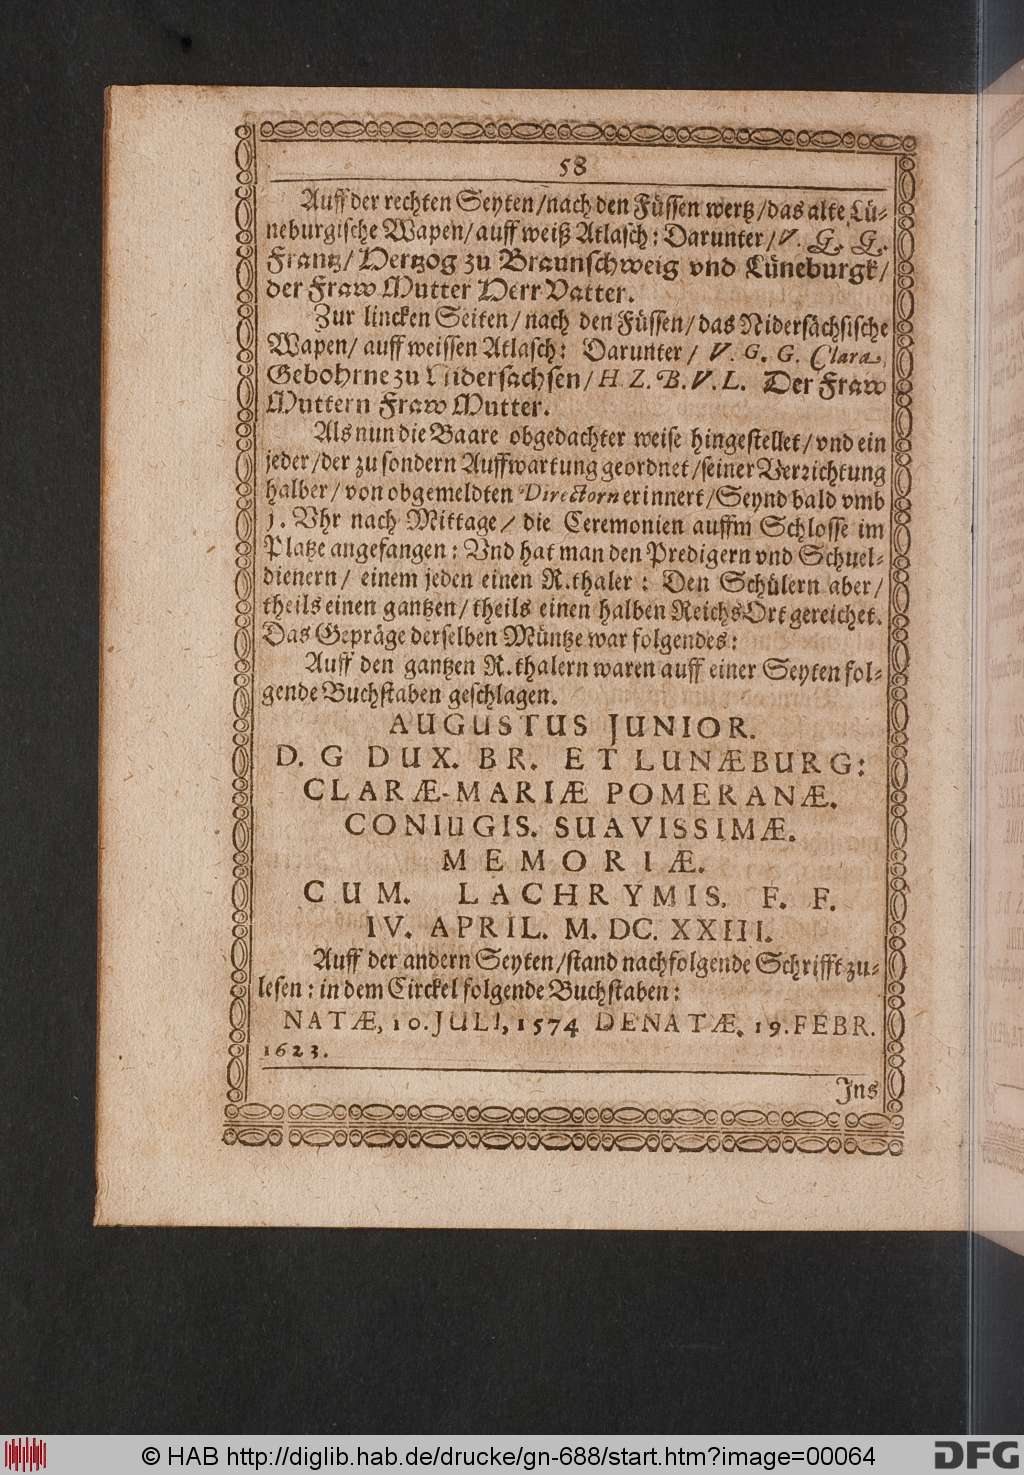 58
Auff der rechten Seyten/nach den Füssen wertz/das alte Lü-
neburgische Wapen/auff weiß Atlasch: Darunter/V. G. G.
Frantz/Hertzog zu Braunschweig vnd Lüneburgk/
der Fraw Mutter Herr Vatter.
Zur lincken Seiten/nach den Füssen/das Nidersächsische
Wapen/auff weissen Atlasch: Darunter/V. G. G. Clara,
Gebohrne zu Nidersachsen/H. Z. B. V. L. Der Fraw
Muttern Fraw Mutter.
Als nun die Baare obgedachter weise hingestellet/vnd ein
jeder/der zu sondern Auffwartung geordnet/seiner Verrichtung
halber/von obgemeldten Directorn erinnert/Seynd bald vmb
1. Vhr nach Mittage/die Ceremonien auffm Schlosse im
Platze angefangen: Vnd hat man den Predigern vnd Schuel-
dienern/einem jeden einen R.thaler: Den Schülern aber/
theils einen gantzen/theils einen halben ReichsOrt gereichet.
Das Gepräge derselben Müntze war folgendes:
Auff den gantzen R.thalern waren auff einer Seyten fol-
gende Buchstaben geschlagen.
AUGUSTUS JUNIOR.
D. G DUX. BR. ET LUNÆBURG:
CLARÆ-MARIÆ POMERANÆ.
CONIUGIS. SUAVISSIMÆ.
MEMORIÆ.
CUM. LACHRYMIS. F. F.
IV. APRIL. M. DC. XXIII.
Auff der andern Seyten/stand nachfolgende Schrifft zu-
lesen: in dem Circkel folgende Buchstaben:
NATÆ, 10. JULI, 1574 DENATÆ. 19. FEBR.
1623.
Jns
© HAB http://diglib.hab.de/drucke/gn-688/start.htm?image=00064
DFG